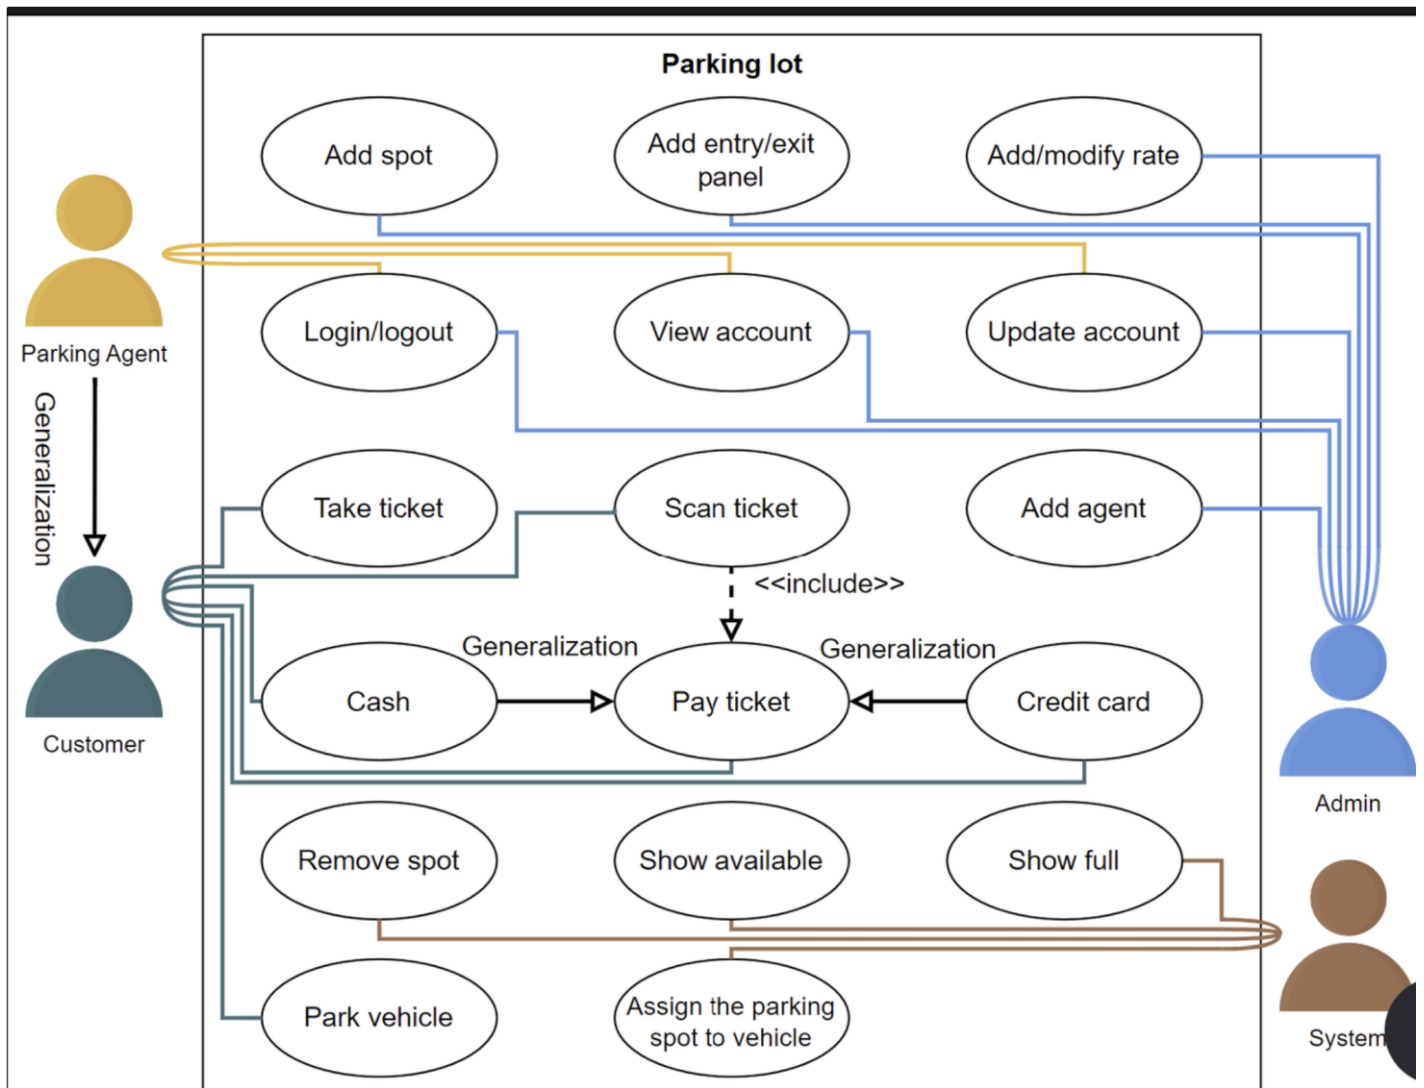 Parking lot
Add spot
Add entry/exit
panel
Add/modify rate
Parking Agent
Login/logout
View account
Update account
Generalization
Take ticket
Scan ticket
Add agent
<<include>>
Customer
Generalization
Generalization
Cash
Pay ticket
Credit card
Admin
Remove spot
Show available
Show full
Park vehicle
Assign the parking
spot to vehicle
System